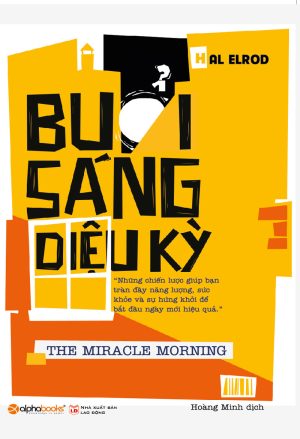 HAL ELROD
BUỔI
SÁNG
DIỆU KỲ
"Những chiến lược giúp bạn
tràn đầy năng lượng, sức
khỏe và sự hứng khởi để
bắt đầu ngày mới hiệu quả."
THE MIRACLE MORNING
alphabooks
NHÀ XUẤT BẢN
LAO ĐỘNG
Hoàng Minh dịch